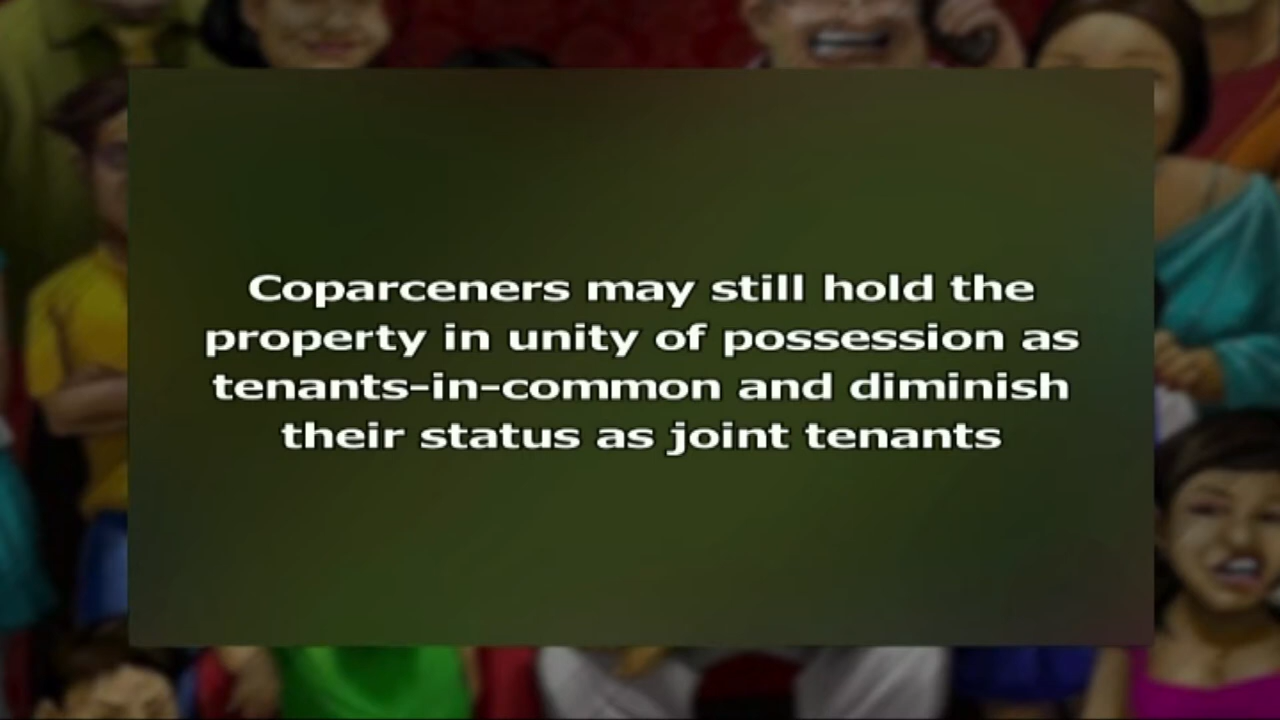 Coparceners may still hold the
property in unity of possession as
tenants-in-common and diminish
their status as joint tenants